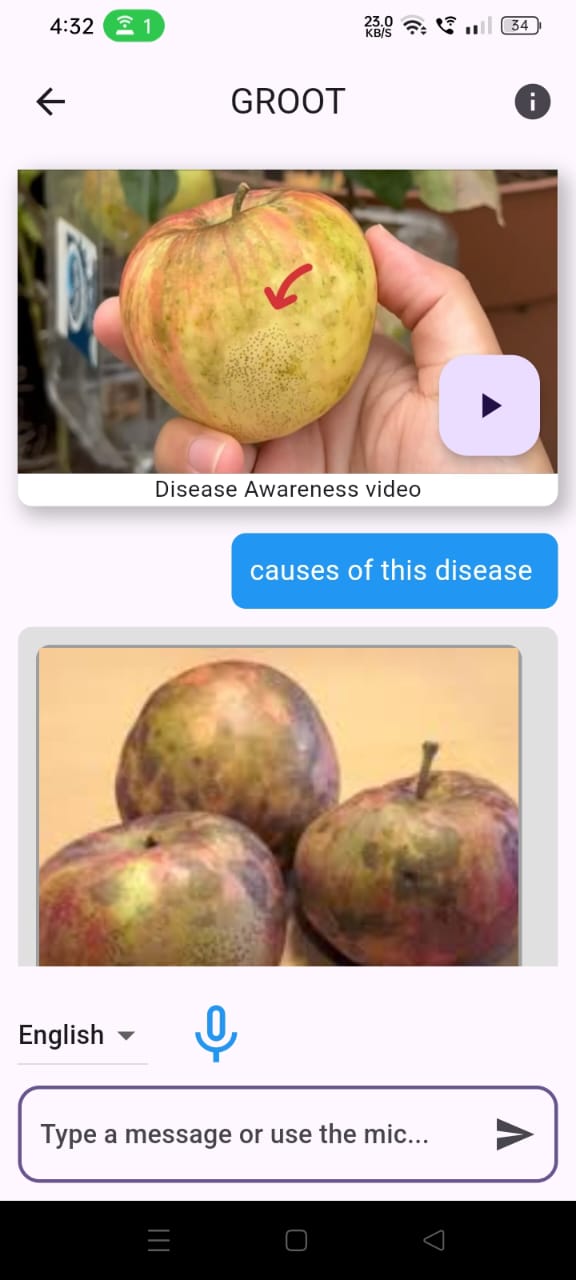 4:32
1
23.0
KB/S
34
GROOT
Disease Awareness video
causes of this disease
English
Type a message or use the mic...